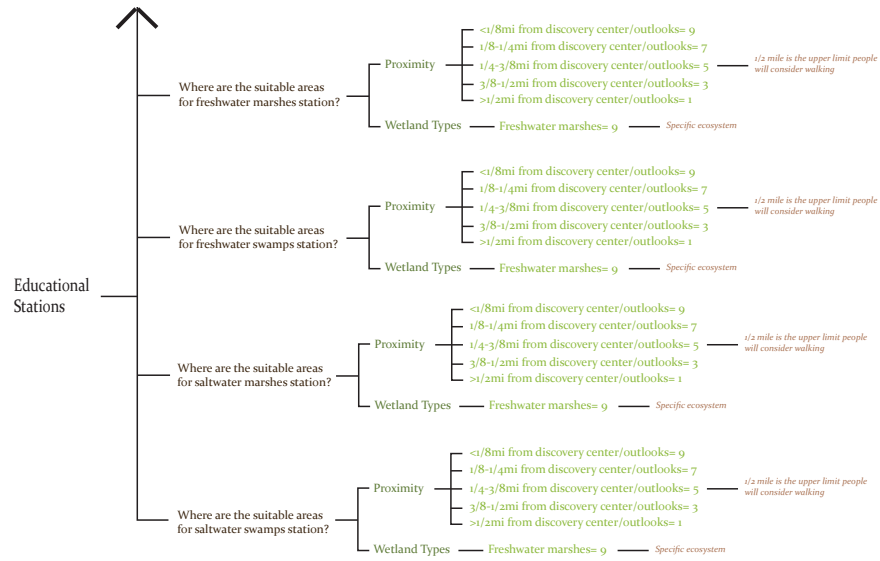 Educational
Stations
Where are the suitable areas
for freshwater marshes station?
Proximity
<1/8mi from discovery center/outlooks= 9
1/8-1/4mi from discovery center/outlooks= 7
1/4-3/8mi from discovery center/outlooks= 5
3/8-1/2mi from discovery center/outlooks= 3
>1/2mi from discovery center/outlooks= 1
1/2 mile is the upper limit people
will consider walking
Wetland Types
Freshwater marshes= 9
Specific ecosystem
Where are the suitable areas
for freshwater swamps station?
Proximity
<1/8mi from discovery center/outlooks= 9
1/8-1/4mi from discovery center/outlooks= 7
1/4-3/8mi from discovery center/outlooks= 5
3/8-1/2mi from discovery center/outlooks= 3
>1/2mi from discovery center/outlooks= 1
1/2 mile is the upper limit people
will consider walking
Wetland Types
Freshwater marshes= 9
Specific ecosystem
Where are the suitable areas
for saltwater marshes station?
Proximity
<1/8mi from discovery center/outlooks= 9
1/8-1/4mi from discovery center/outlooks= 7
1/4-3/8mi from discovery center/outlooks= 5
3/8-1/2mi from discovery center/outlooks= 3
>1/2mi from discovery center/outlooks= 1
1/2 mile is the upper limit people
will consider walking
Wetland Types
Freshwater marshes= 9
Specific ecosystem
Where are the suitable areas
for saltwater swamps station?
Proximity
<1/8mi from discovery center/outlooks= 9
1/8-1/4mi from discovery center/outlooks= 7
1/4-3/8mi from discovery center/outlooks= 5
3/8-1/2mi from discovery center/outlooks= 3
>1/2mi from discovery center/outlooks= 1
1/2 mile is the upper limit people
will consider walking
Wetland Types
Freshwater marshes= 9
Specific ecosystem